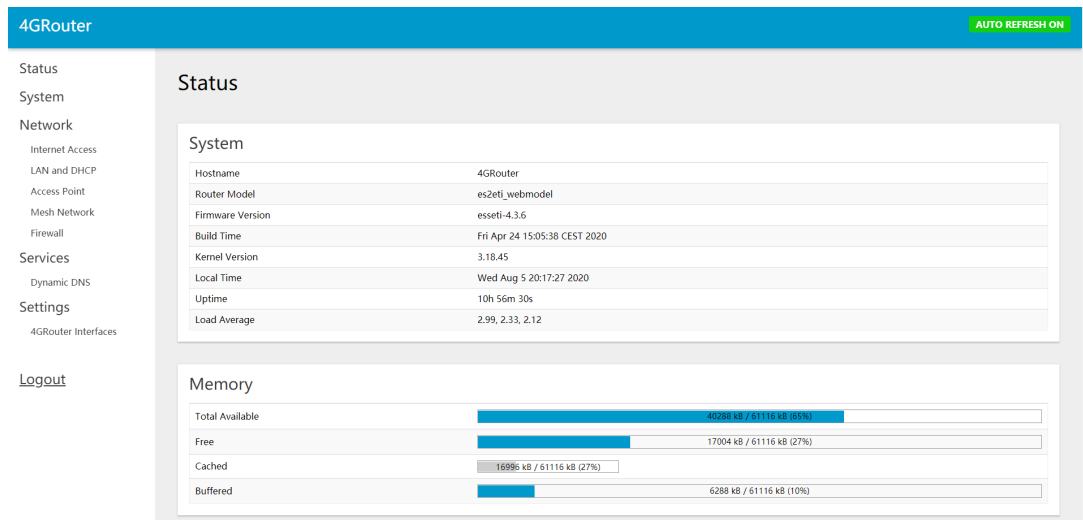 4GRouter
AUTO REFRESH ON
Status
System
Network
Internet Access
LAN and DHCP
Access Point
Mesh Network
Firewall
Services
Dynamic DNS
Settings
4GRouter Interfaces
Logout
Status
System
Hostname 4GRouter
Router Model es2eti_webmodel
Firmware Version esseti-4.3.6
Build Time Fri Apr 24 15:05:38 CEST 2020
Kernel Version 3.18.45
Local Time Wed Aug 5 20:17:27 2020
Uptime 10h 56m 30s
Load Average 2.99, 2.33, 2.12
Memory
Total Available 40288 kB / 61116 kB (65%)
Free 17004 kB / 61116 kB (27%)
Cached 16996 kB / 61116 kB (27%)
Buffered 6288 kB / 61116 kB (10%)